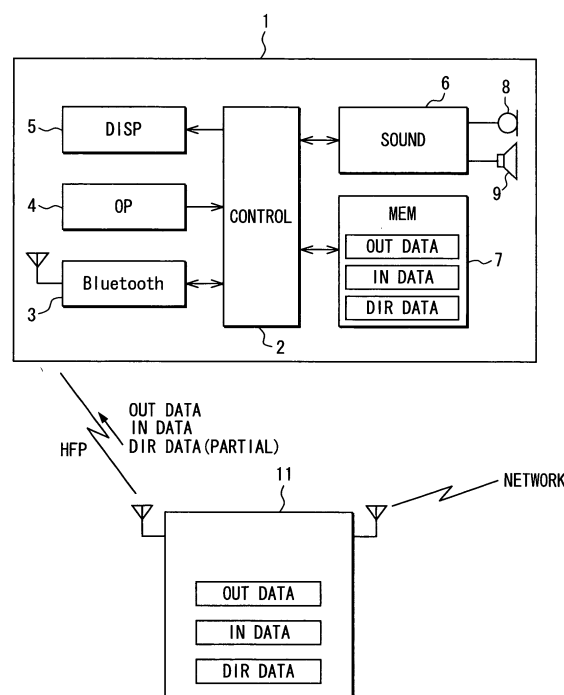 1
5
DISP
4
OP
3
Bluetooth
CONTROL
2
6
SOUND
8
9
MEM
OUT DATA
IN DATA
DIR DATA
7
HFP
OUT DATA
IN DATA
DIR DATA(PARTIAL)
11
NETWORK
OUT DATA
IN DATA
DIR DATA